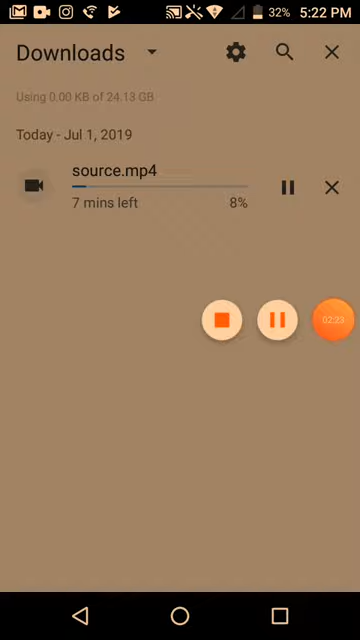 32% 5:22 PM
Downloads
Using 0.00 KB of 24.13 GB
Today - Jul 1, 2019
source.mp4
7 mins left 8%
02:23